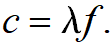 c = λf.